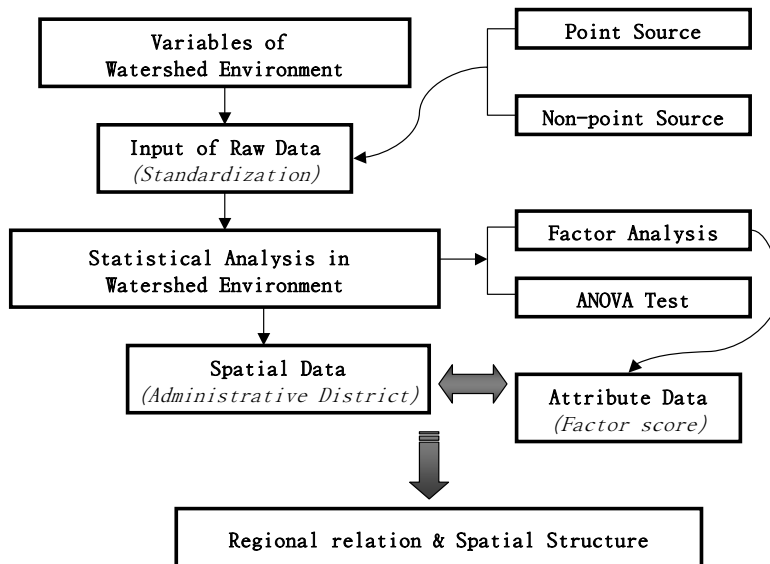 Variables of
Watershed Environment
Point Source
Non-point Source
Input of Raw Data
(Standardization)
Statistical Analysis in
Watershed Environment
Factor Analysis
ANOVA Test
Spatial Data
(Administrative District)
Attribute Data
(Factor score)
Regional relation & Spatial Structure